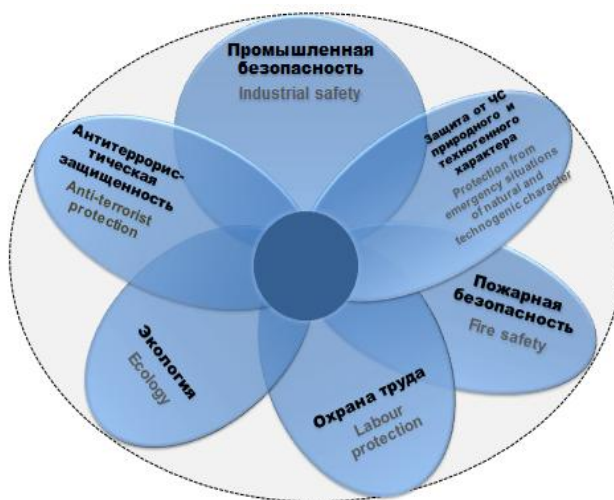 Промышленная
безопасность
Industrial safety
Защита от ЧС
природного и
техногенного
характера
Protection from
emergency situations
of natural and
technogenic character
Пожарная
безопасность
Fire safety
Охрана труда
Labour
protection
Экология
Ecology
Антитеррорис-
тическая
защищенность
Anti-terrorist
protection